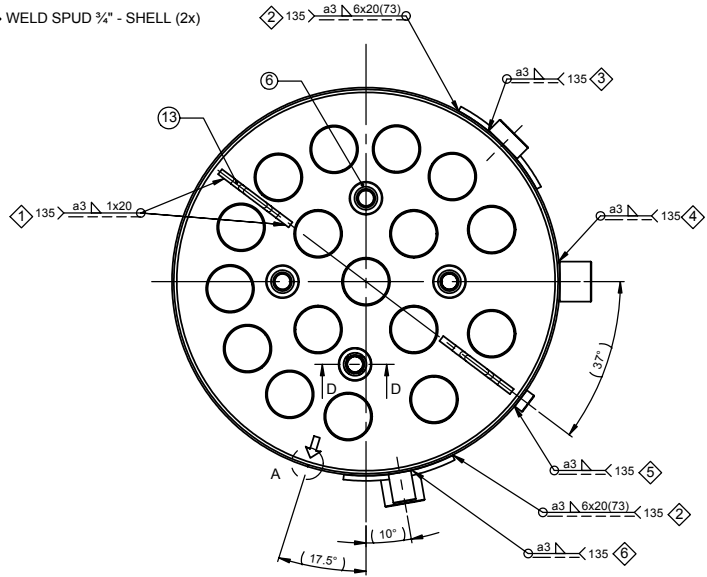 WELD SPUD ¾" - SHELL (2x)
2 135 a3 6x20(73)
6
a3 135 3
13
1 135 a3 1x20
a3 135 4
( 37° )
D D
A
a3 135 5
a3 6x20(73) 135 2
( 10° )
a3 135 6
( 17.5° )